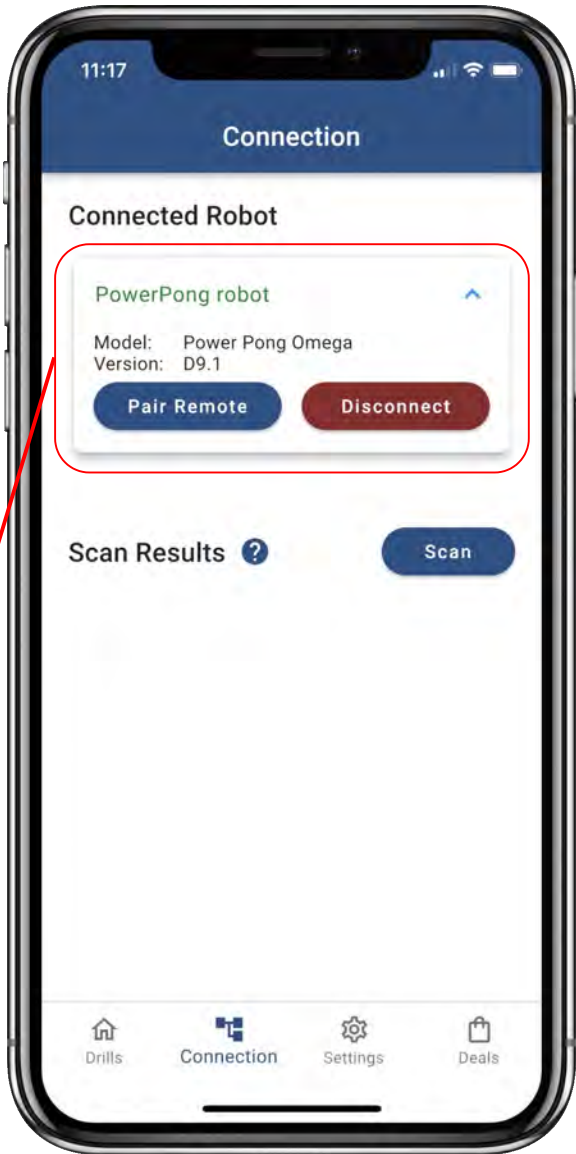 11:17
Connection
Connected Robot
PowerPong robot
Model: Power Pong Omega
Version: D9.1
Pair Remote Disconnect
Scan Results ? Scan
Drills Connection Settings Deals